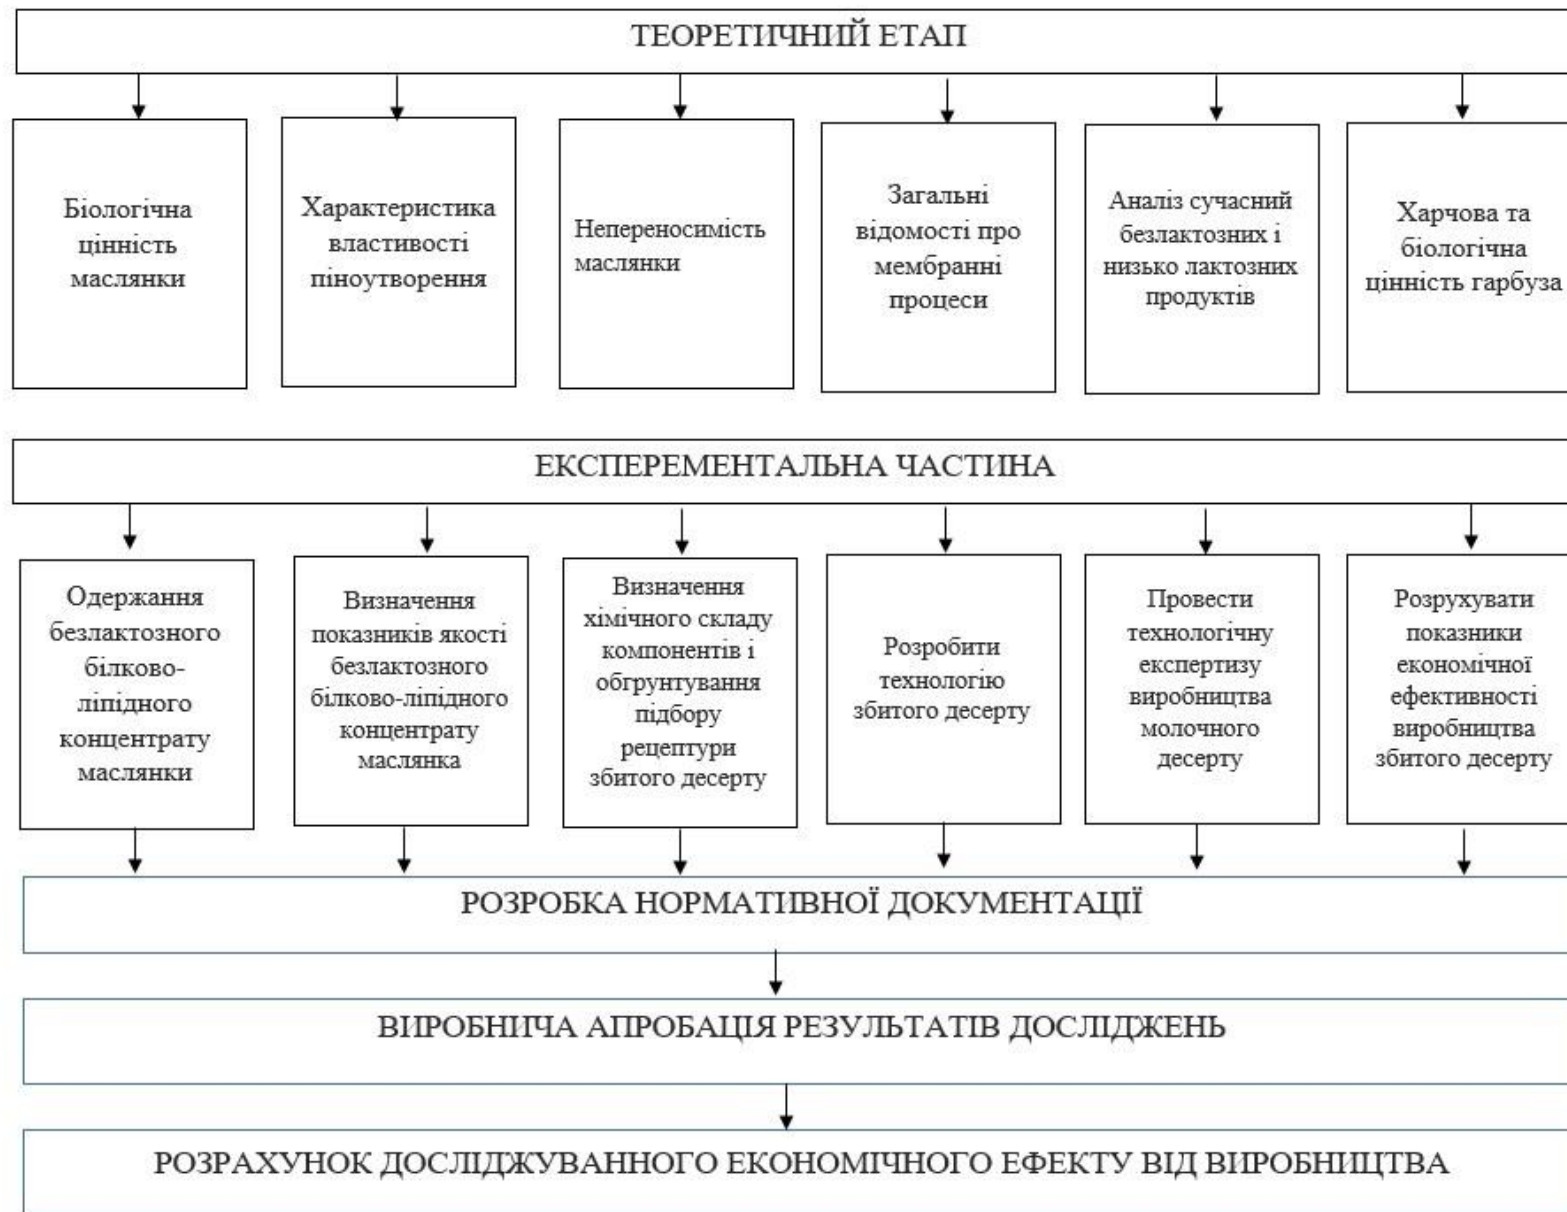 ТЕОРЕТИЧНИЙ ЕТАП
Біологічна
цінність
маслянки
Характеристика
властивості
піноутворення
Непереносимість
маслянки
Загальні
відомості про
мембранні
процеси
Аналіз сучасний
безлактозних і
низько лактозних
продуктів
Харчова та
біологічна
цінність гарбуза
ЕКСПЕРЕМЕНТАЛЬНА ЧАСТИНА
Одержання
безлактозного
білково-
ліпідного
концентрату
маслянки
Визначення
показників якості
безлактозного
білково-ліпідного
концентрату
маслянка
Визначення
хімічного складу
компонентів і
обгрунтування
підбору
рецептури
збитого десерту
Розробити
технологію
збитого десерту
Провести
технологічну
експертизу
виробництва
молочного
десерту
Розрухувати
показники
економічної
ефективності
виробництва
збитого десерту
РОЗРОБКА НОРМАТИВНОЇ ДОКУМЕНТАЦІЇ
ВИРОБНИЧА АПРОБАЦІЯ РЕЗУЛЬТАТІВ ДОСЛІДЖЕНЬ
РОЗРАХУНОК ДОСЛІДЖУВАННОГО ЕКОНОМІЧНОГО ЕФЕКТУ ВІД ВИРОБНИЦТВА